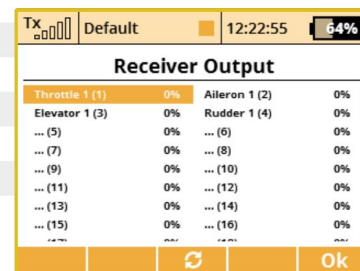 Tx Default 12:22:55 64%
Receiver Output
Throttle 1 (1) 0% Aileron 1 (2) 0%
Elevator 1 (3) 0% Rudder 1 (4) 0%
... (5) 0% ... (6) 0%
... (7) 0% ... (8) 0%
... (9) 0% ... (10) 0%
... (11) 0% ... (12) 0%
... (13) 0% ... (14) 0%
... (15) 0% ... (16) 0%
Ok